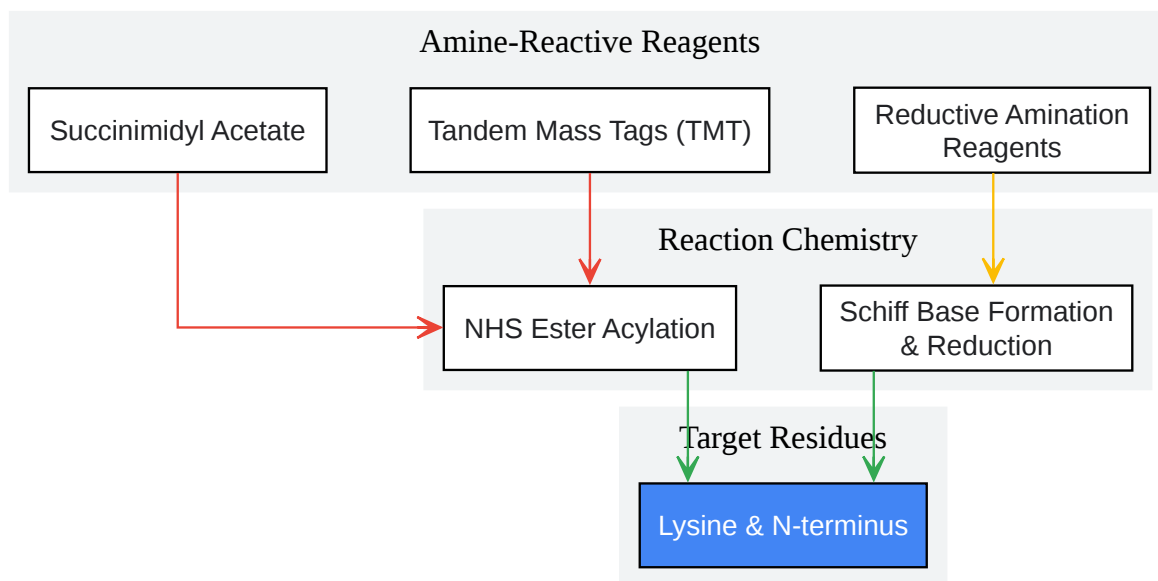 Amine-Reactive Reagents
Succinimidyl Acetate
Tandem Mass Tags (TMT)
Reductive Amination
Reagents
Reaction Chemistry
NHS Ester Acylation
Schiff Base Formation
& Reduction
Target Residues
Lysine & N-terminus